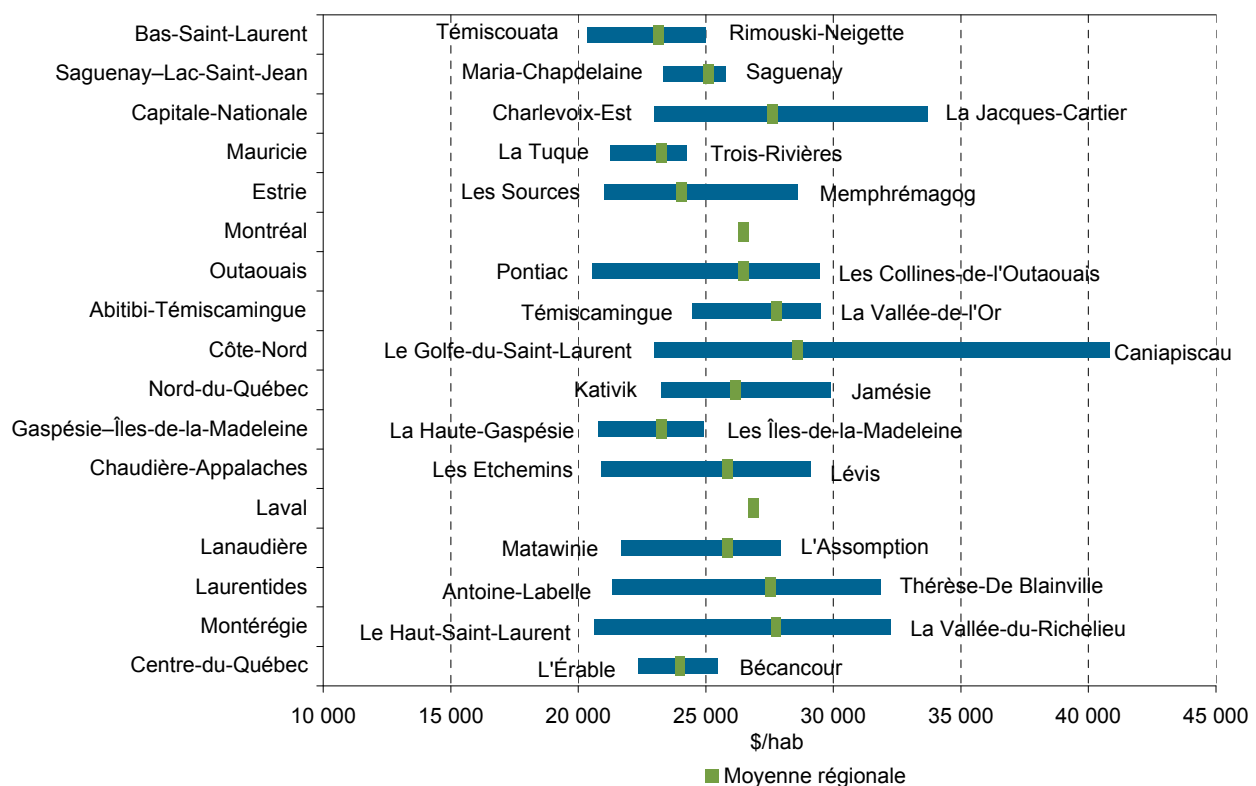 Bas-Saint-Laurent Témiscouata Rimouski-Neigette
Saguenay–Lac-Saint-Jean Maria-Chapdelaine Saguenay
Capitale-Nationale Charlevoix-Est La Jacques-Cartier
Mauricie La Tuque Trois-Rivières
Estrie Les Sources Memphrémagog
Montréal
Outaouais Pontiac Les Collines-de-l'Outaouais
Abitibi-Témiscamingue Témiscamingue La Vallée-de-l'Or
Côte-Nord Le Golfe-du-Saint-Laurent Caniapiscau
Nord-du-Québec Kativik Jamésie
Gaspésie–Îles-de-la-Madeleine La Haute-Gaspésie Les Îles-de-la-Madeleine
Chaudière-Appalaches Les Etchemins Lévis
Laval
Lanaudière Matawinie L'Assomption
Laurentides Antoine-Labelle Thérèse-De Blainville
Montérégie Le Haut-Saint-Laurent La Vallée-du-Richelieu
Centre-du-Québec L'Érable Bécancour
10 000 15 000 20 000 25 000 30 000 35 000 40 000 45 000
$/hab
Moyenne régionale